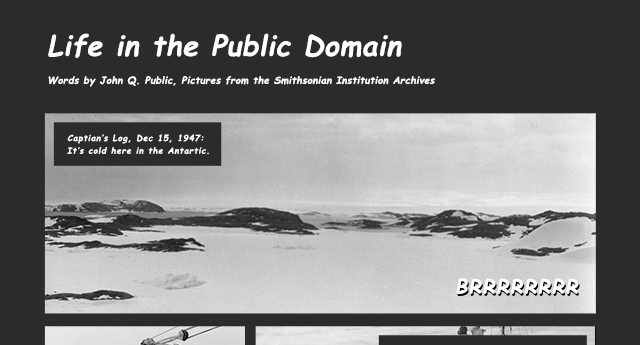 Life in the Public Domain
Words by John Q. Public, Pictures from the Smithsonian Institution Archives
Captian's Log, Dec 15, 1947:
It's cold here in the Antartic.
BRRRRRRRRR